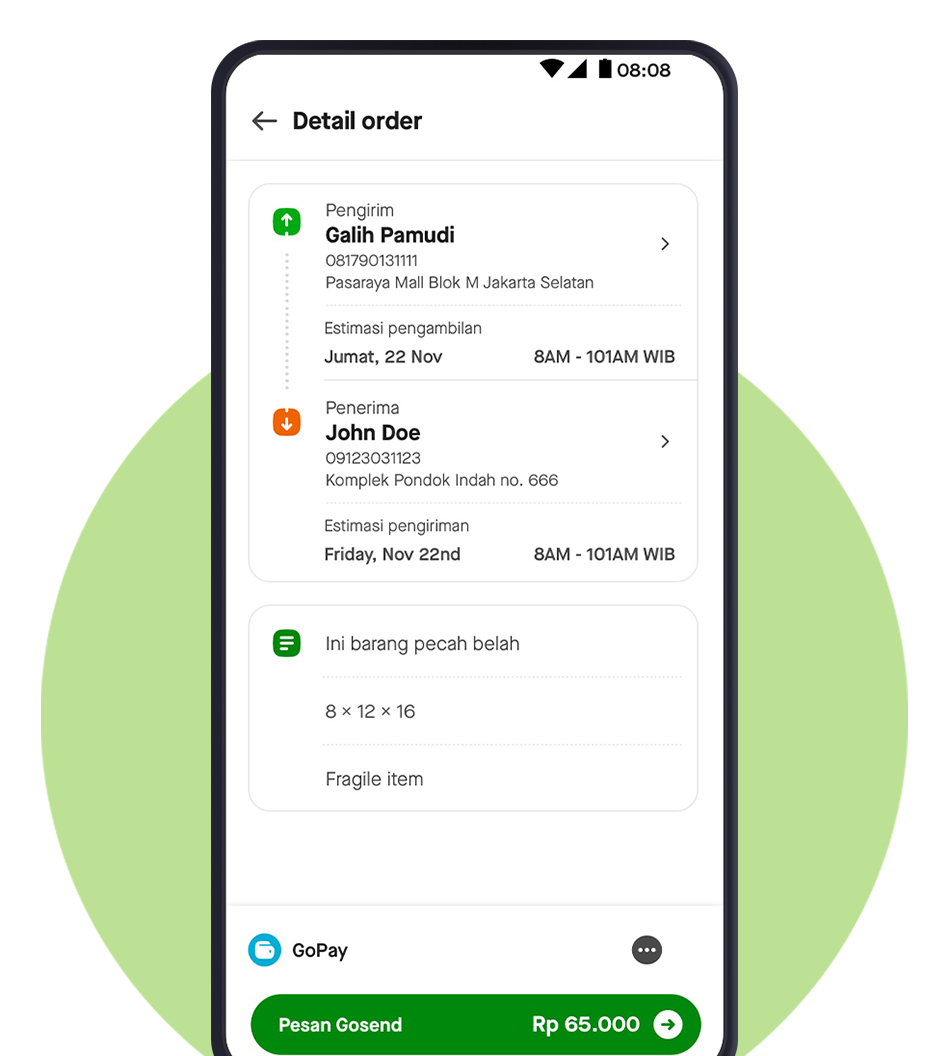 08:08
Detail order
Pengirim
Galih Pamudi
081790131111
Pasaraya Mall Blok M Jakarta Selatan
Estimasi pengambilan
Jumat, 22 Nov 8AM - 101AM WIB
Penerima
John Doe
09123031123
Komplek Pondok Indah no. 666
Estimasi pengiriman
Friday, Nov 22nd 8AM - 101AM WIB
Ini barang pecah belah
8 × 12 × 16
Fragile item
GoPay
Pesan Gosend Rp 65.000